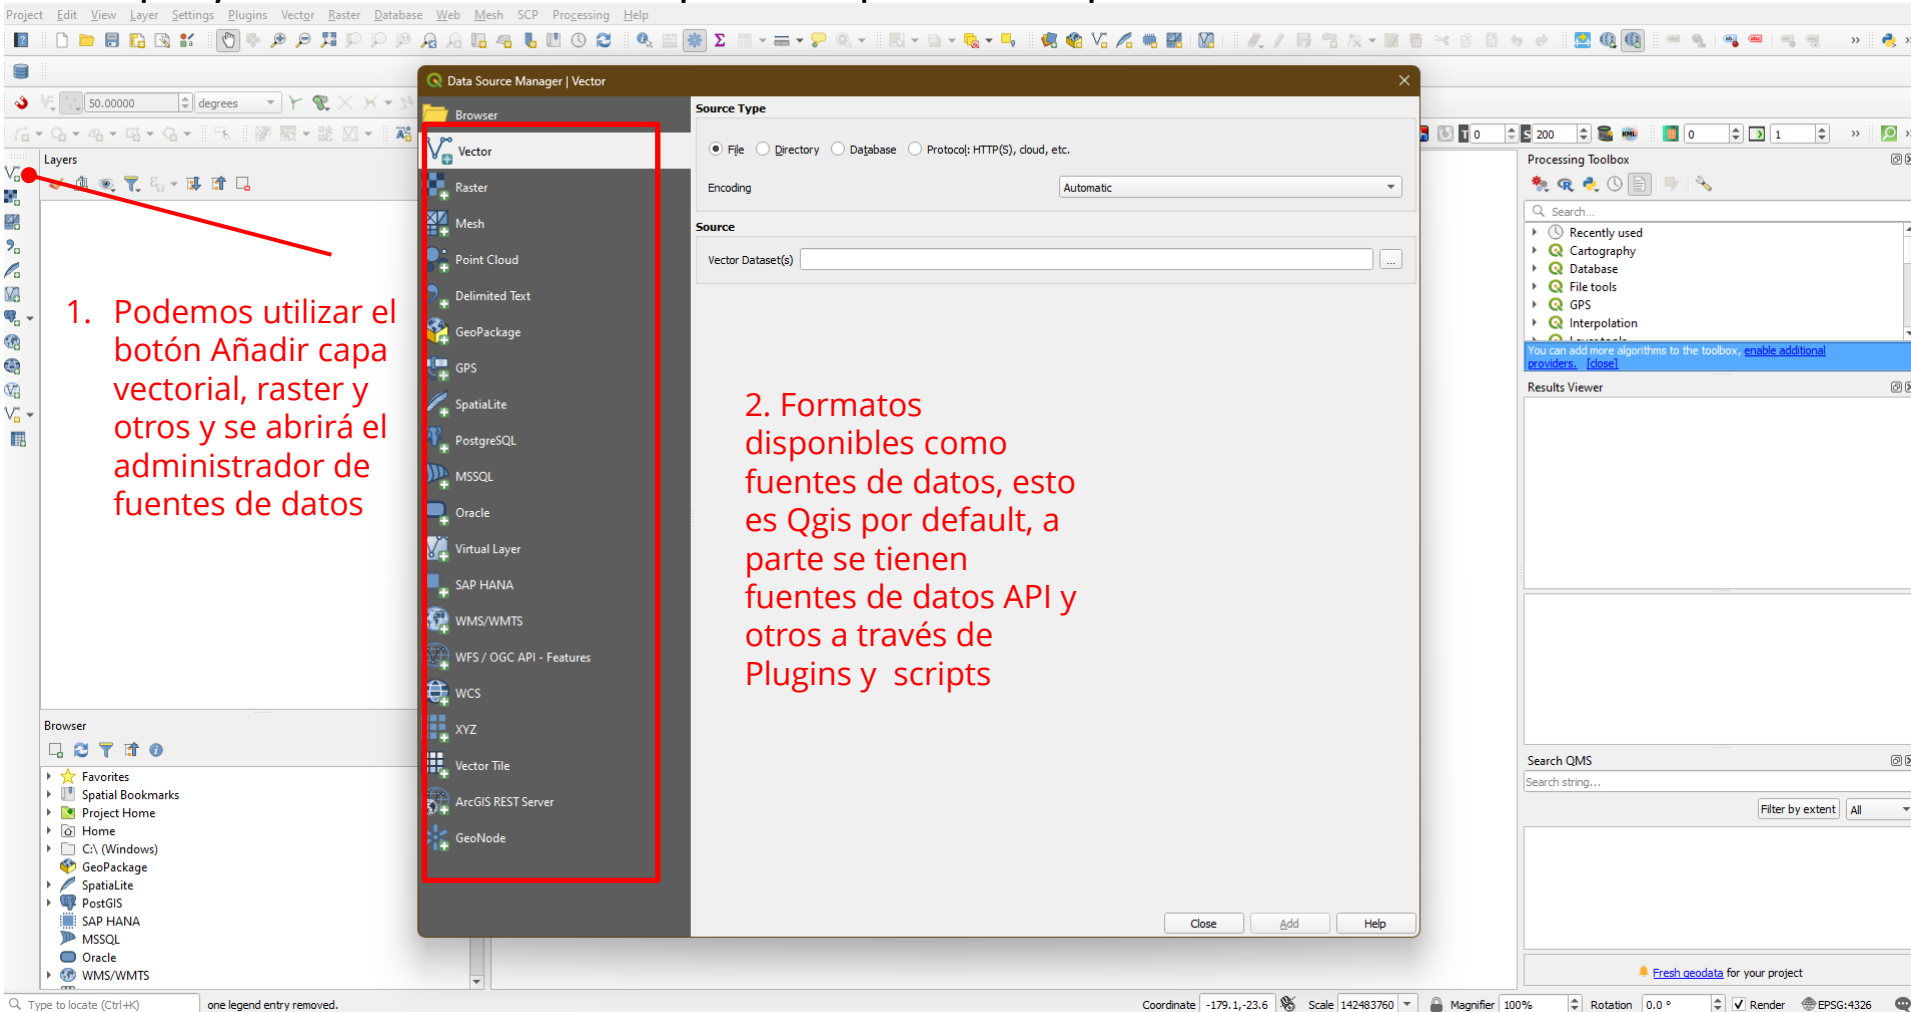 Project Edit View Layer Settings Plugins Vector Raster Database Web Mesh SCP Processing Help
50.00000 degrees
T 0 S 200 0 1
Data Source Manager | Vector
Browser
Vector
Raster
Mesh
Point Cloud
Delimited Text
GeoPackage
GPS
SpatiaLite
PostgreSQL
MSSQL
Oracle
Virtual Layer
SAP HANA
WMS/WMTS
WFS / OGC API - Features
WCS
XYZ
Vector Tile
ArcGIS REST Server
GeoNode
Source Type
File Directory Database Protocol: HTTP(S), cloud, etc.
Encoding Automatic
Source
Vector Dataset(s) ...
Close Add Help
Layers
1. Podemos utilizar el
botón Añadir capa
vectorial, raster y
otros y se abrirá el
administrador de
fuentes de datos
2. Formatos
disponibles como
fuentes de datos, esto
es Qgis por default, a
parte se tienen
fuentes de datos API y
otros a través de
Plugins y scripts
Browser
Favorites
Spatial Bookmarks
Project Home
Home
C:\ (Windows)
GeoPackage
SpatiaLite
PostGIS
SAP HANA
MSSQL
Oracle
WMS/WMTS
Processing Toolbox
Search...
Recently used
Cartography
Database
File tools
GPS
Interpolation
You can add more algorithms to the toolbox, enable additional
providers. [close]
Results Viewer
Search QMS
Search string...
Filter by extent All
Fresh geodata for your project
Type to locate (Ctrl+K) one legend entry removed. Coordinate -179.1,-23.6 Scale 142483760 Magnifier 100% Rotation 0.0 ° Render EPSG:4326